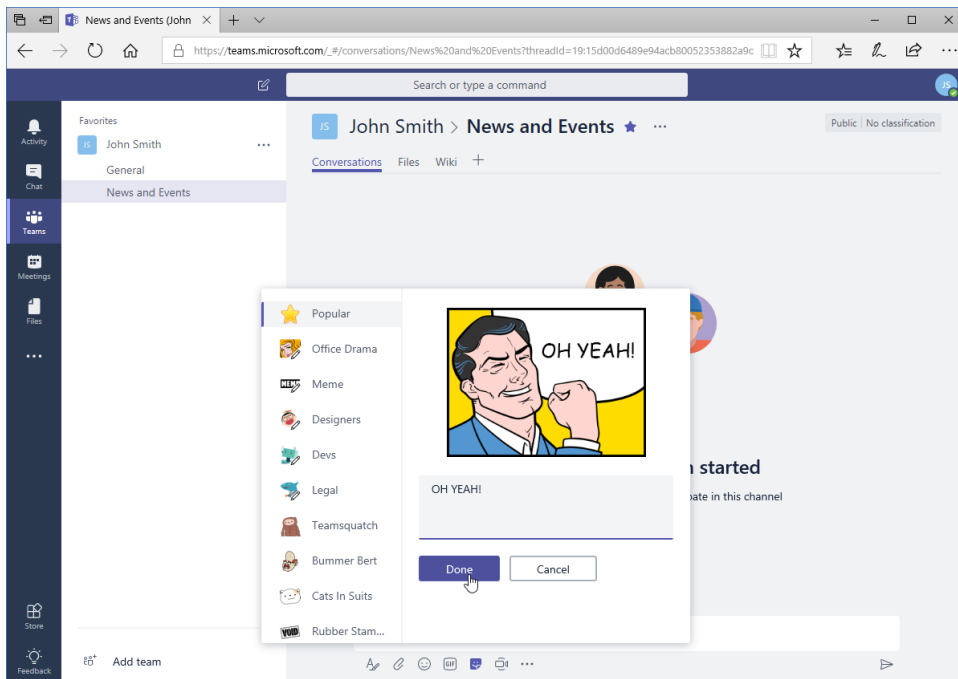 News and Events (John
https://teams.microsoft.com/_#/conversations/News%20and%20Events?threadId=19:15d00d6489e94acb80052353882a9c
Search or type a command
JS
Activity
Chat
Teams
Meetings
Files
Store
Feedback
Favorites
JS John Smith
General
News and Events
Add team
JS John Smith > News and Events
Public No classification
Conversations Files Wiki
Popular
Office Drama
Meme
Designers
Devs
Legal
Teamsquatch
Bummer Bert
Cats In Suits
VOID Rubber Stam...
OH YEAH!
OH YEAH!
Done Cancel
started
pate in this channel
GIF